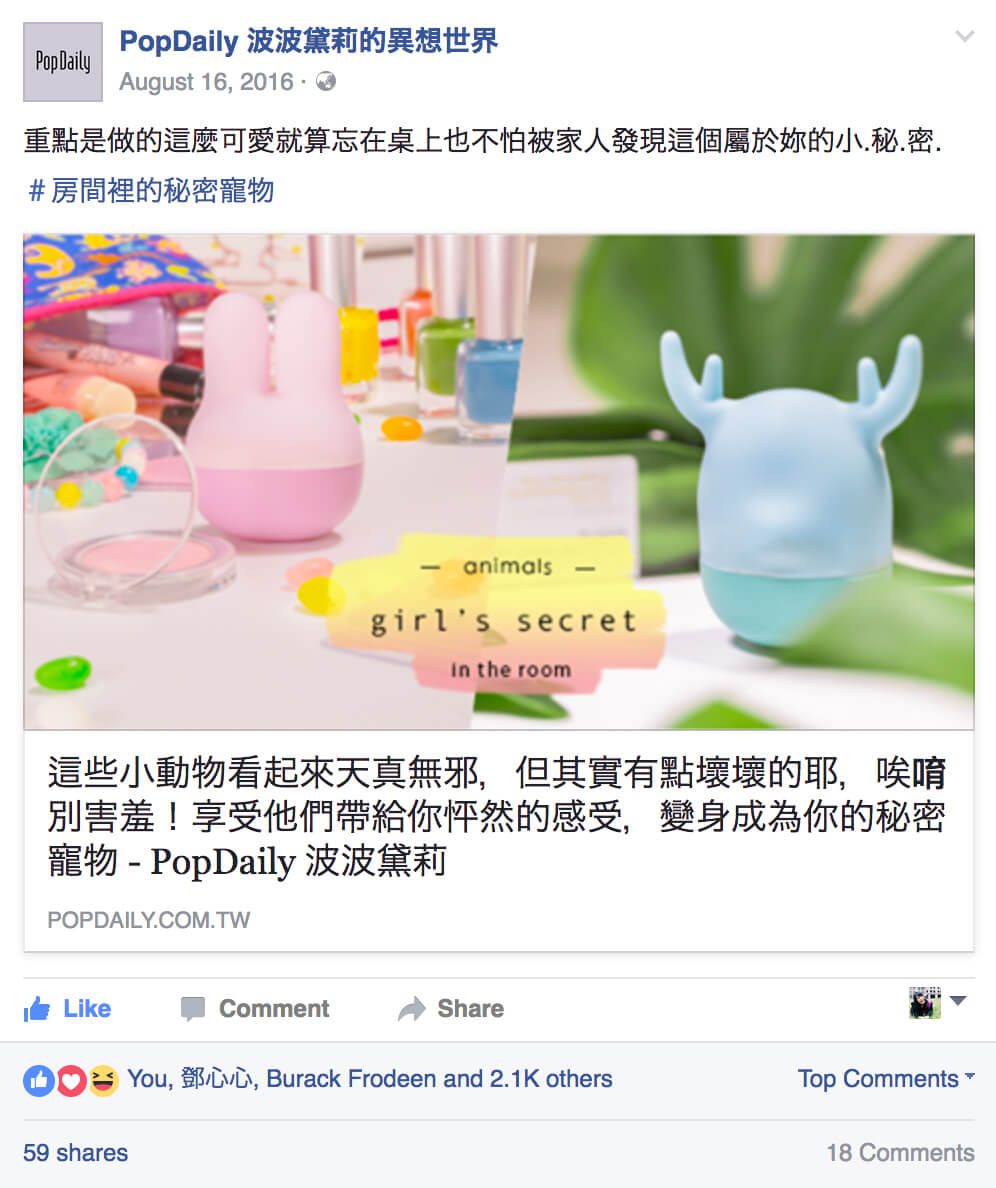 PopDaily
PopDaily 波波黛莉的異想世界
August 16, 2016 ·
重點是做的這麼可愛就算忘在桌上也不怕被家人發現這個屬於妳的小.秘.密.
#房間裡的秘密寵物
— animals —
girl's secret
in the room
這些小動物看起來天真無邪，但其實有點壞壞的耶，唉唷
別害羞！享受他們帶給你怦然的感受，變身成為你的秘密
寵物 - PopDaily 波波黛莉
POPDAILY.COM.TW
Like Comment Share
You, 鄧心心, Burack Frodeen and 2.1K others Top Comments
59 shares 18 Comments